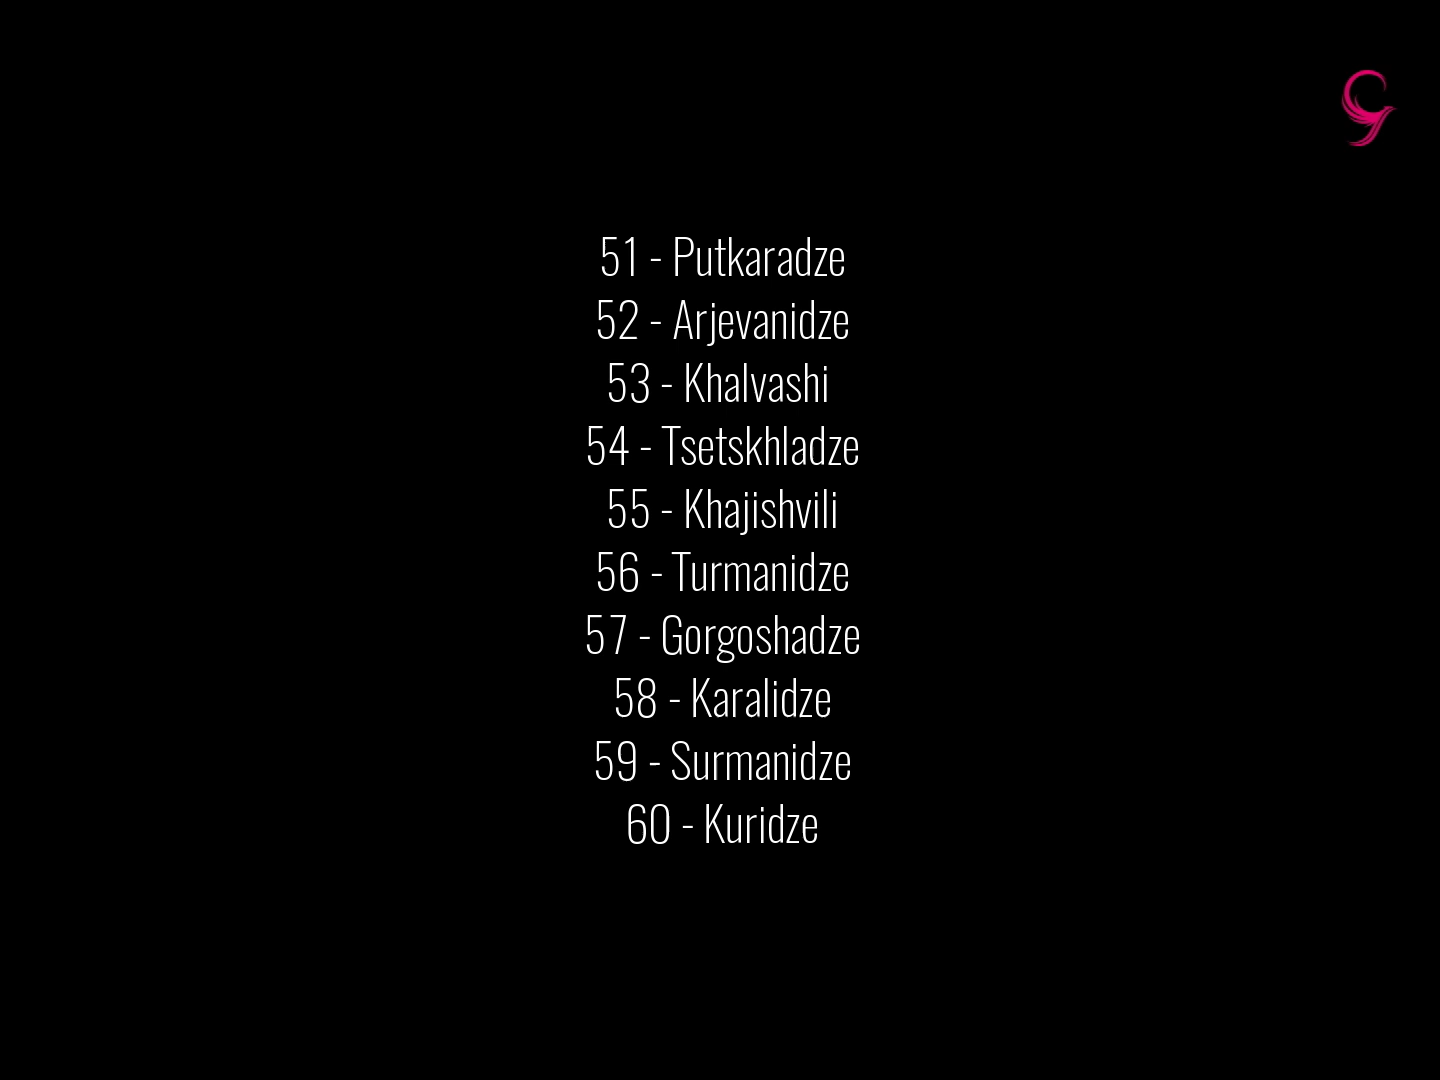 51 - Putkaradze
52 - Arjevanidze
53 - Khalvashi
54 - Tsetskhladze
55 - Khajishvili
56 - Turmanidze
57 - Gorgoshadze
58 - Karalidze
59 - Surmanidze
60 - Kuridze